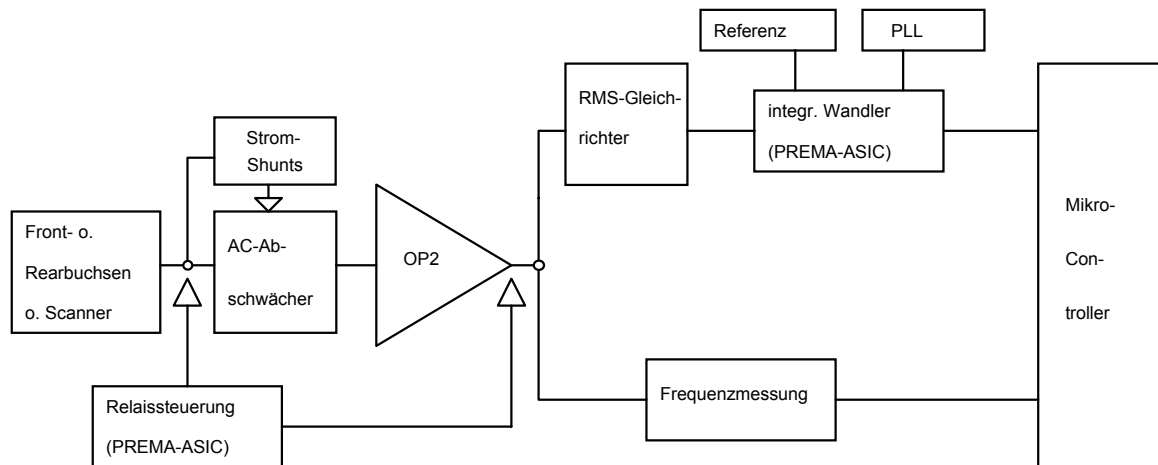 Referenz
PLL
RMS-Gleich-
richter
integr. Wandler
(PREMA-ASIC)
Strom-
Shunts
Front- o.
Rearbuchsen
o. Scanner
AC-Ab-
schwächer
OP2
Mikro-
Con-
troller
Relaissteuerung
(PREMA-ASIC)
Frequenzmessung